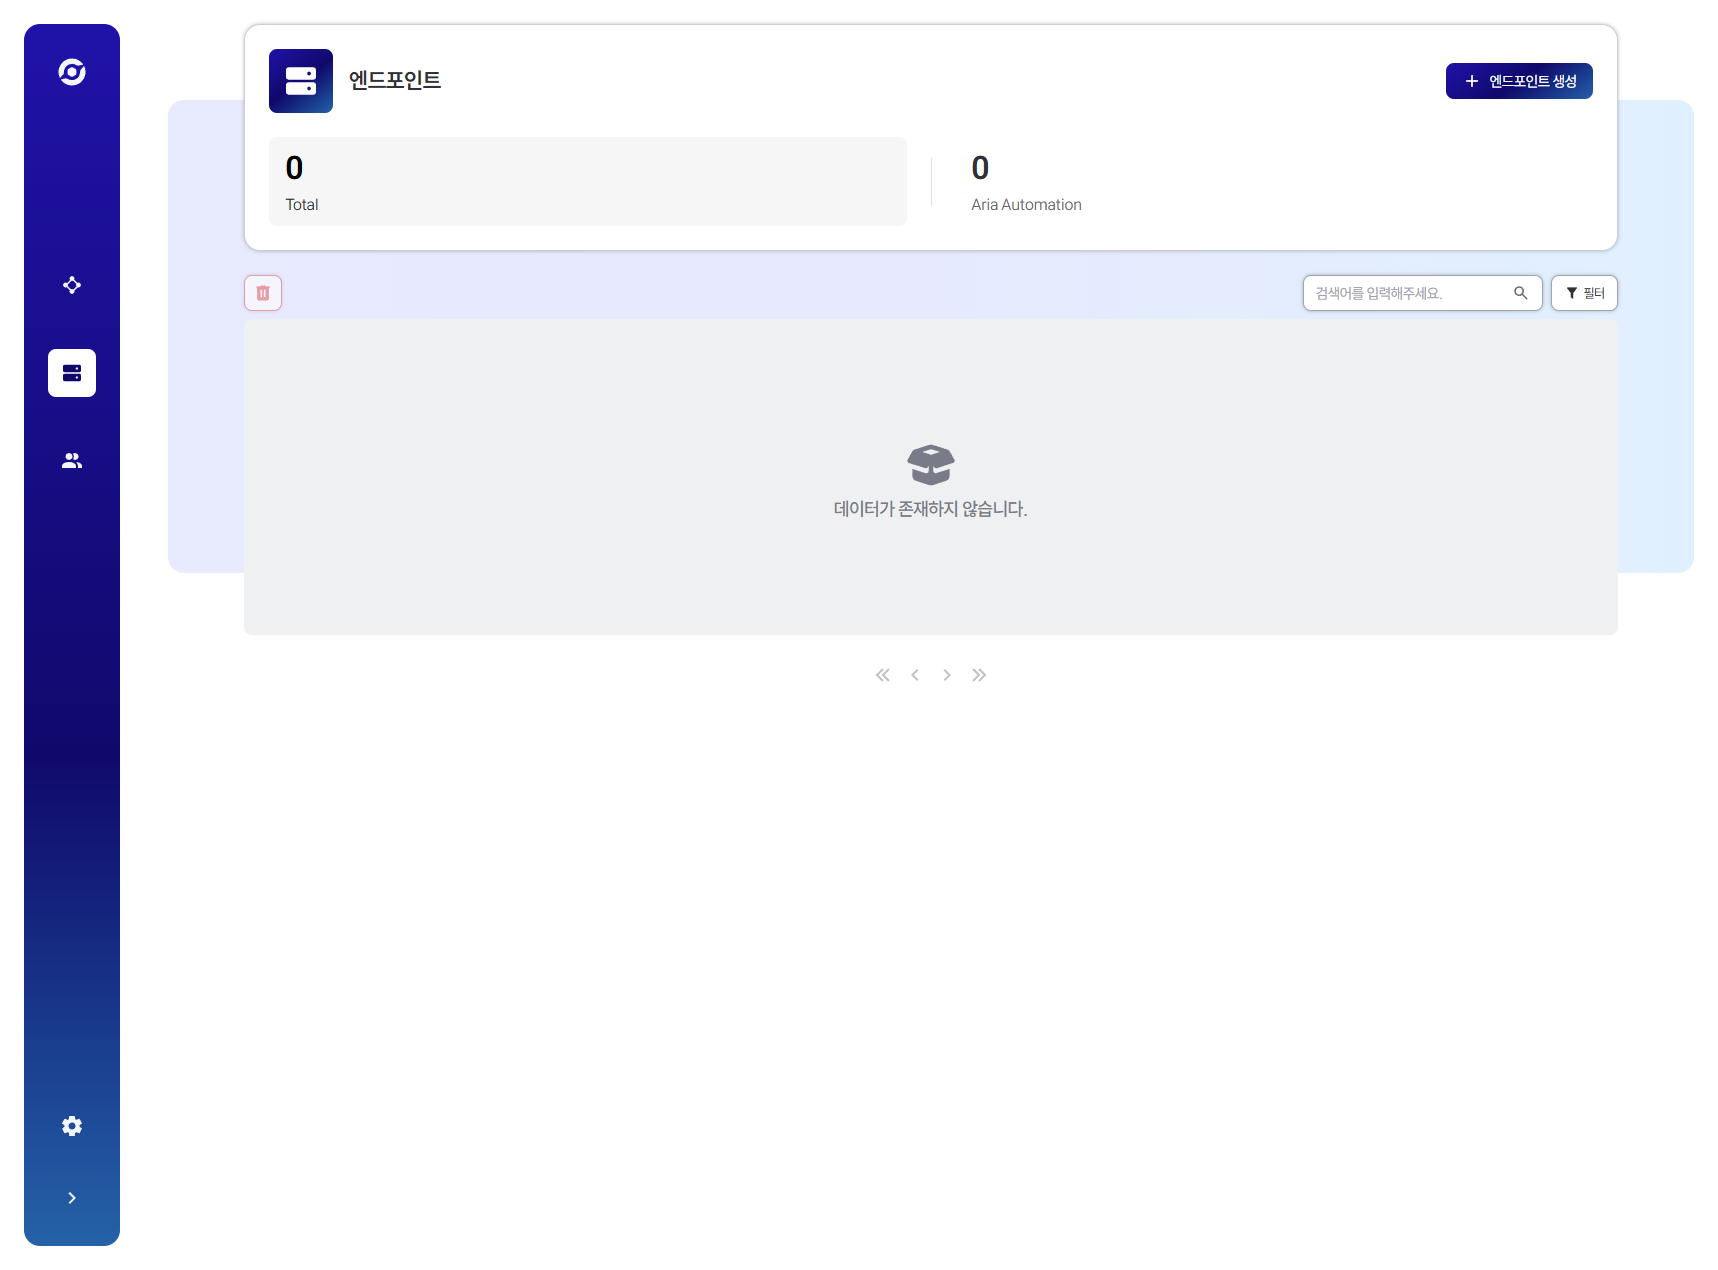 엔드포인트
엔드포인트 생성
0
Total
0
Aria Automation
검색어를 입력해주세요.
필터
데이터가 존재하지 않습니다.